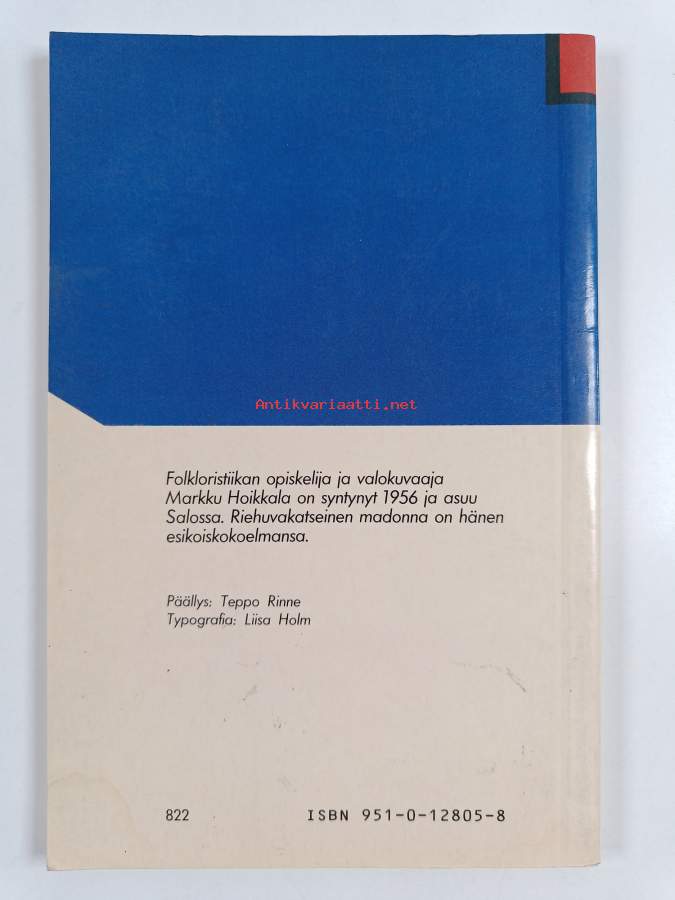 Antikvariaatti.net
Folkloristiikan opiskelija ja valokuvaaja
Markku Hoikkala on syntynyt 1956 ja asuu
Salossa. Riehuvakatseinen madonna on hänen
esikoiskokoelmansa.
Päällys: Teppo Rinne
Typografia: Liisa Holm
822 ISBN 951-0-12805-8